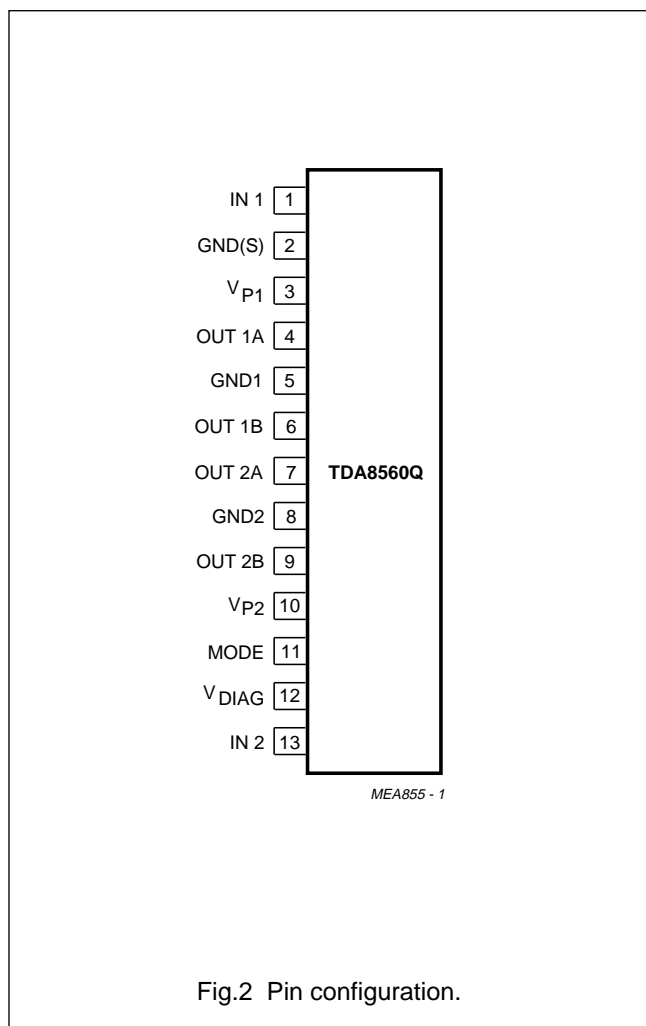 IN 1 1
GND(S) 2
VP1 3
OUT 1A 4
GND1 5
OUT 1B 6
OUT 2A 7 TDA8560Q
GND2 8
OUT 2B 9
VP2 10
MODE 11
VDIAG 12
IN 2 13
MEA855 - 1
Fig.2 Pin configuration.